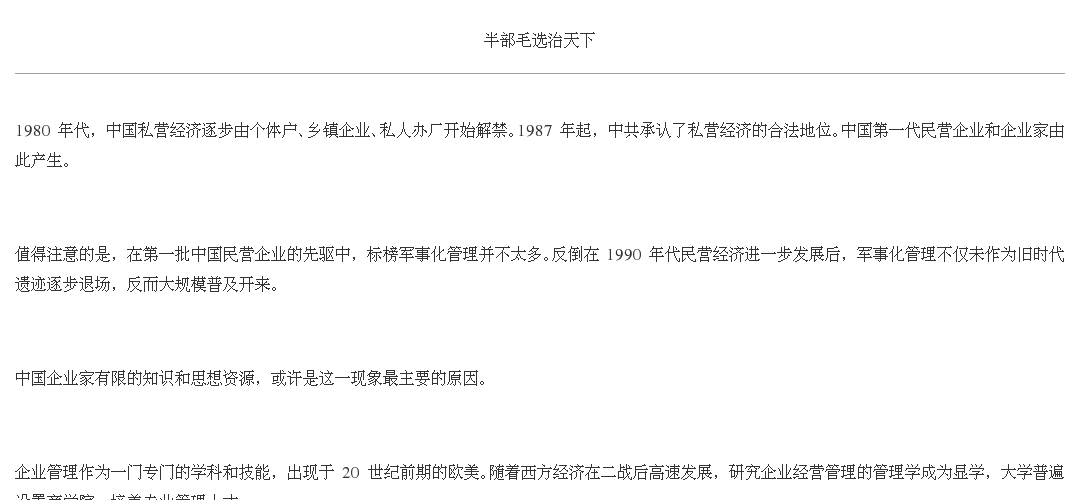 半部毛选治天下
1980 年代，中国私营经济逐步由个体户、乡镇企业、私人办厂开始解禁。1987 年起，中共承认了私营经济的合法地位。中国第一代民营企业和企业家由
此产生。
值得注意的是，在第一批中国民营企业的先驱中，标榜军事化管理并不太多。反倒在 1990 年代民营经济进一步发展后，军事化管理不仅未作为旧时代
遗迹逐步退场，反而大规模普及开来。
中国企业家有限的知识和思想资源，或许是这一现象最主要的原因。
企业管理作为一门专门的学科和技能，出现于 20 世纪前期的欧美。随着西方经济在二战后高速发展，研究企业经营管理的管理学成为显学，大学普遍